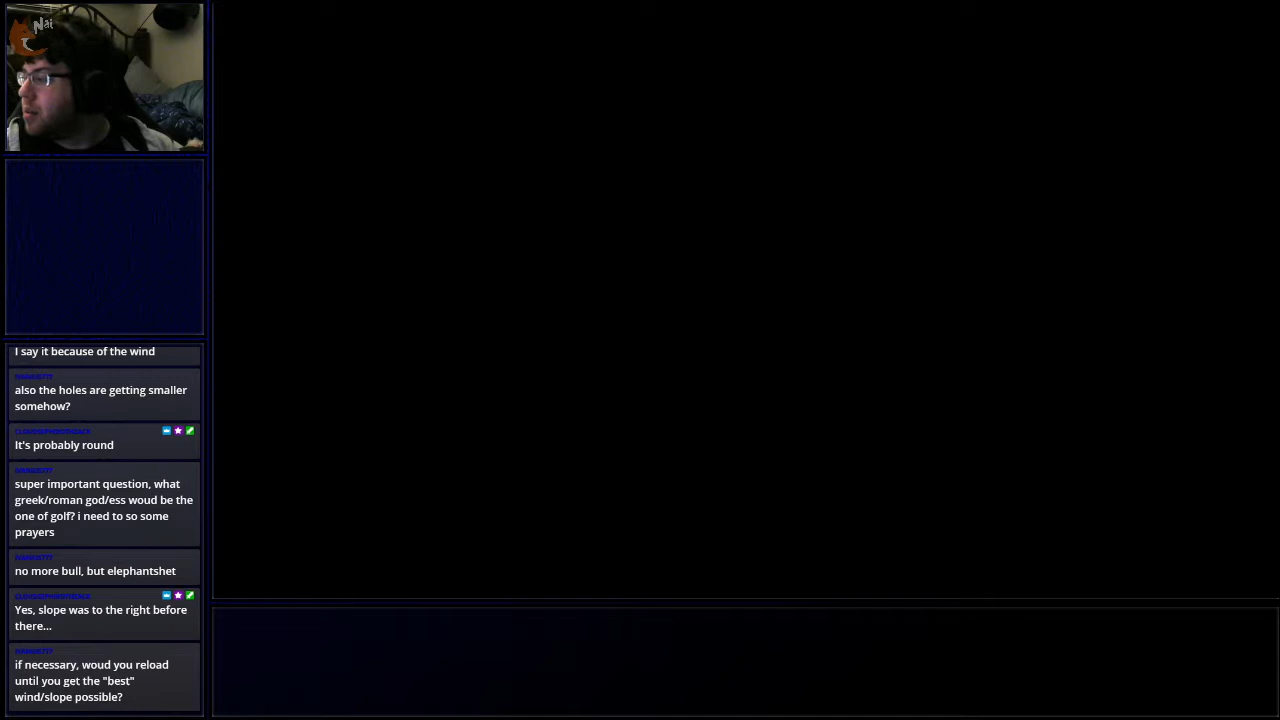 Nai
I say it because of the wind
also the holes are getting smaller
somehow?
It's probably round
super important question, what
greek/roman god/ess woud be the
one of golf? i need to so some
prayers
no more bull, but elephantshet
Yes, slope was to the right before
there...
if necessary, woud you reload
until you get the "best"
wind/slope possible?